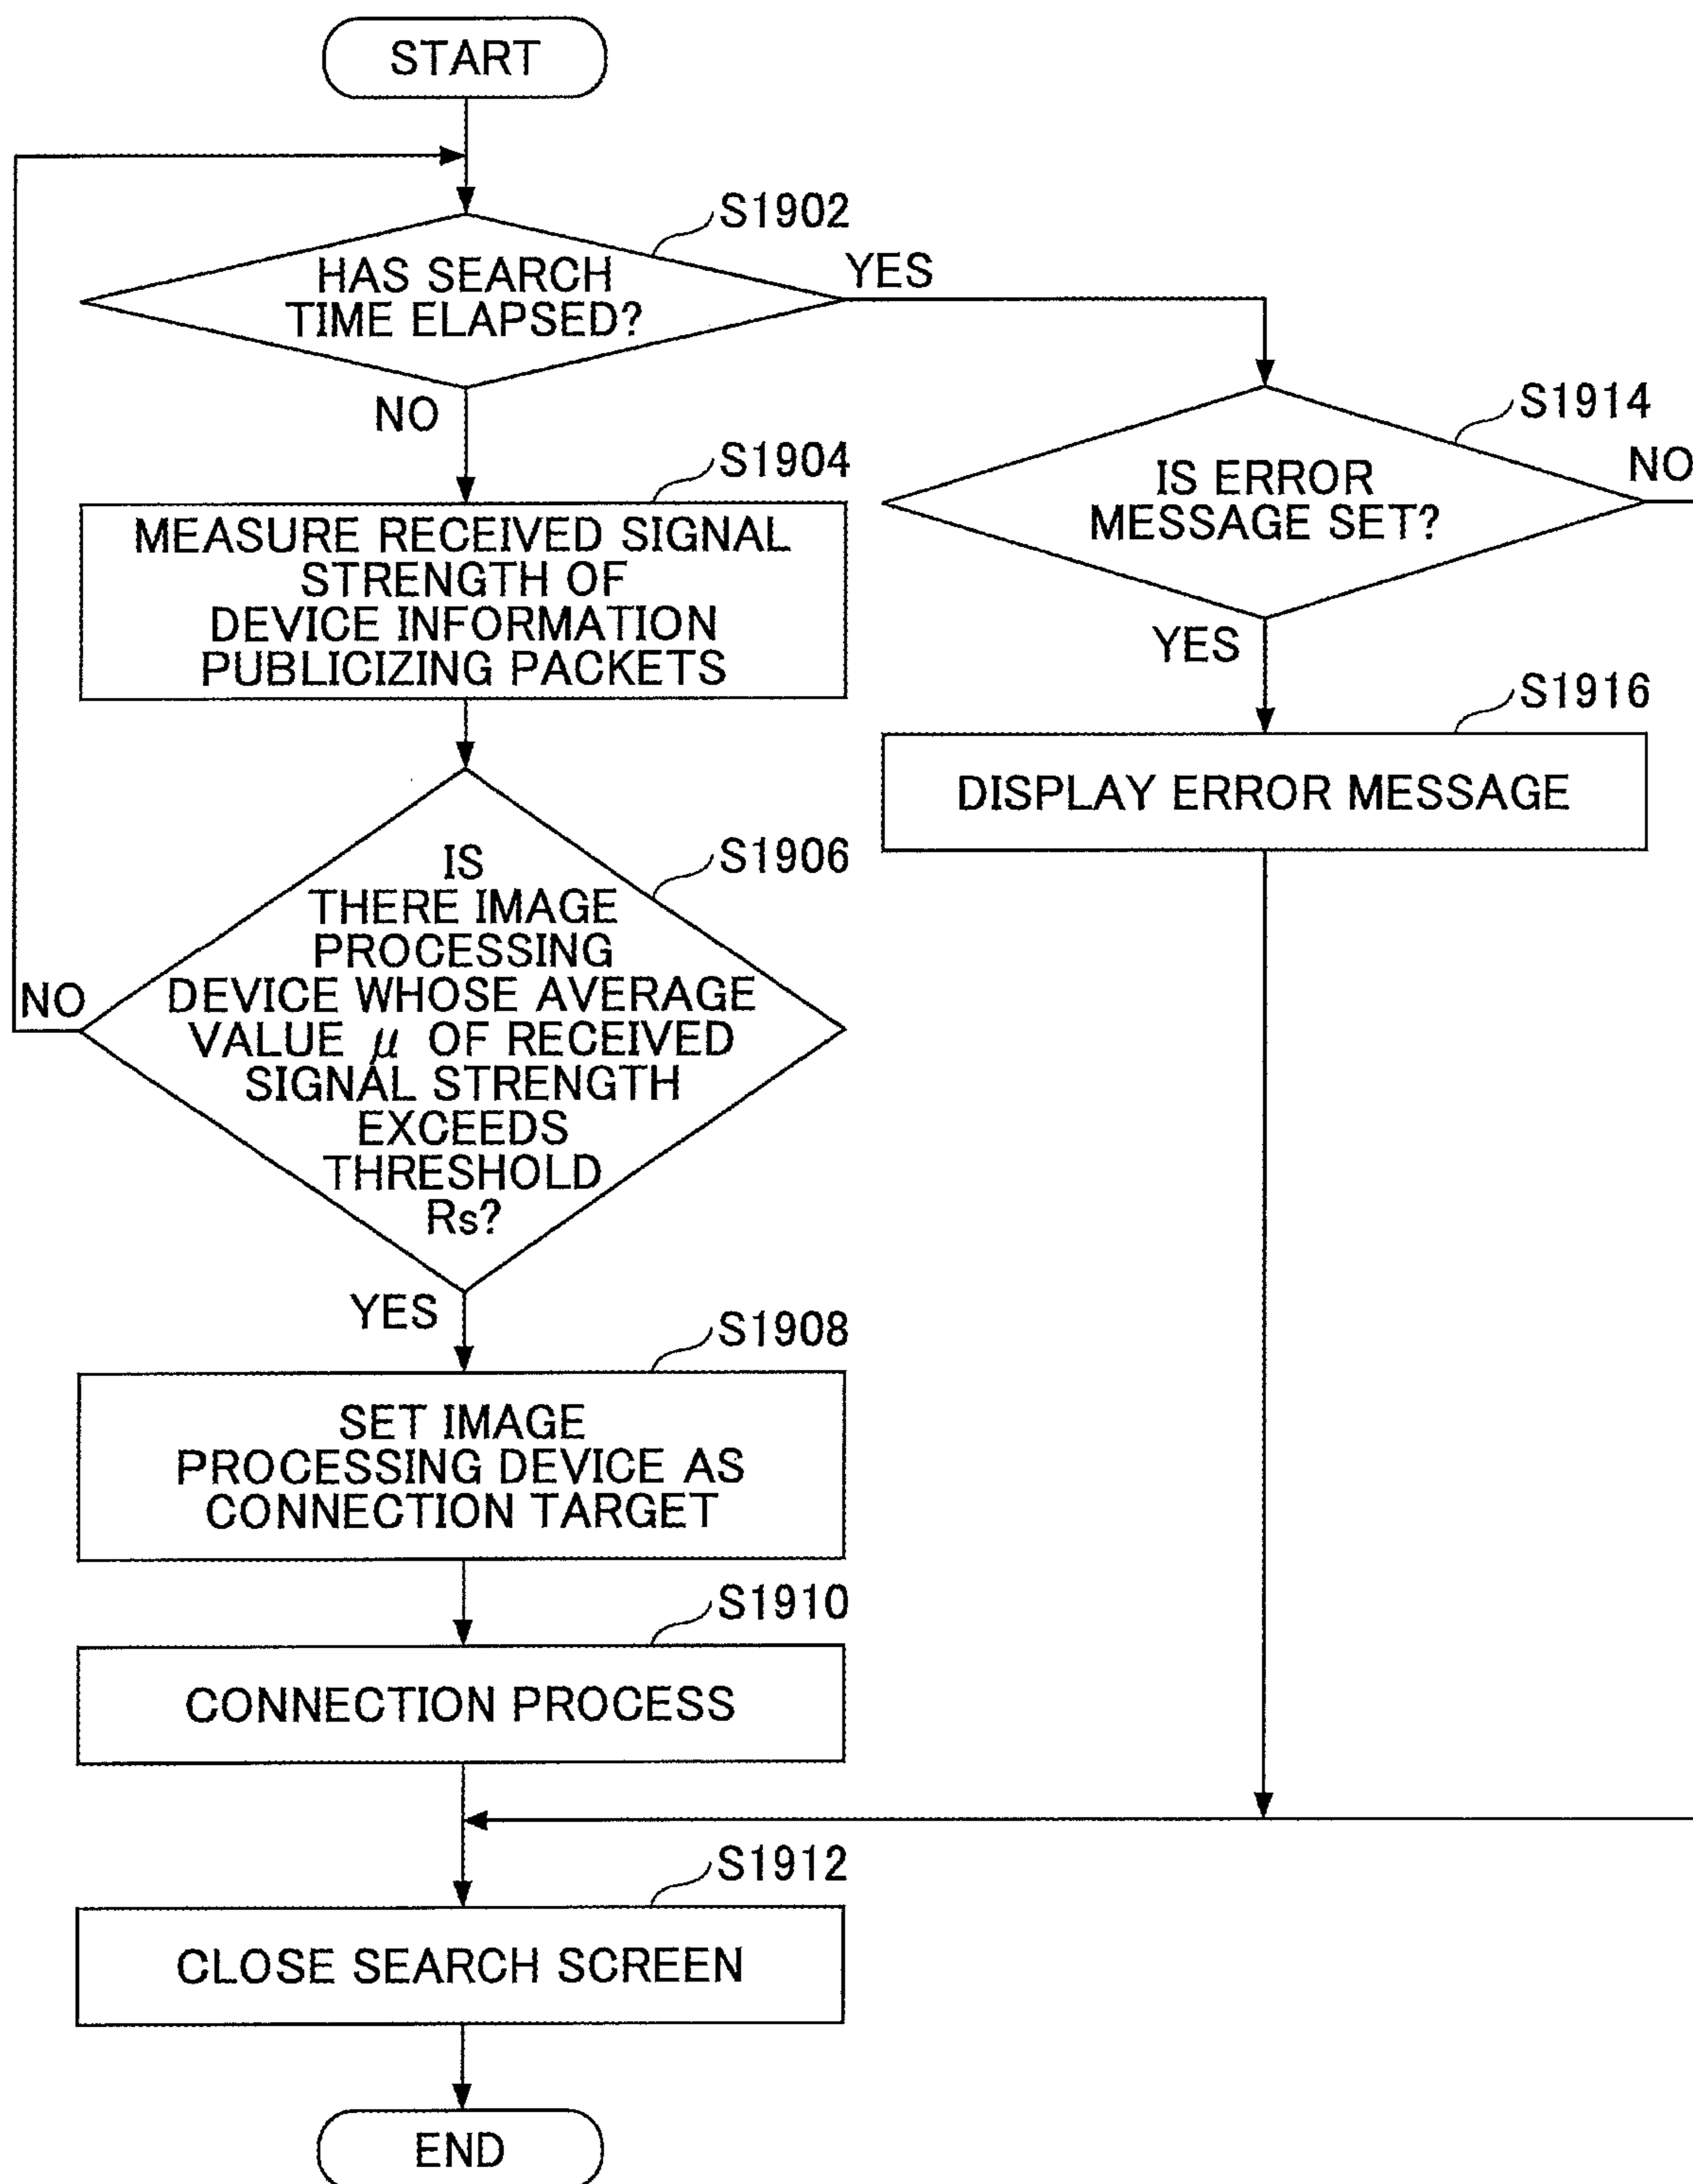 START
S1902
HAS SEARCH
TIME ELAPSED?
YES
NO
S1914
IS ERROR
MESSAGE SET?
NO
YES
S1904
MEASURE RECEIVED SIGNAL
STRENGTH OF
DEVICE INFORMATION
PUBLICIZING PACKETS
S1916
DISPLAY ERROR MESSAGE
S1906
IS
THERE IMAGE
PROCESSING
DEVICE WHOSE AVERAGE
VALUE μ OF RECEIVED
SIGNAL STRENGTH
EXCEEDS
THRESHOLD
Rs?
NO
YES
S1908
SET IMAGE
PROCESSING DEVICE AS
CONNECTION TARGET
S1910
CONNECTION PROCESS
S1912
CLOSE SEARCH SCREEN
END